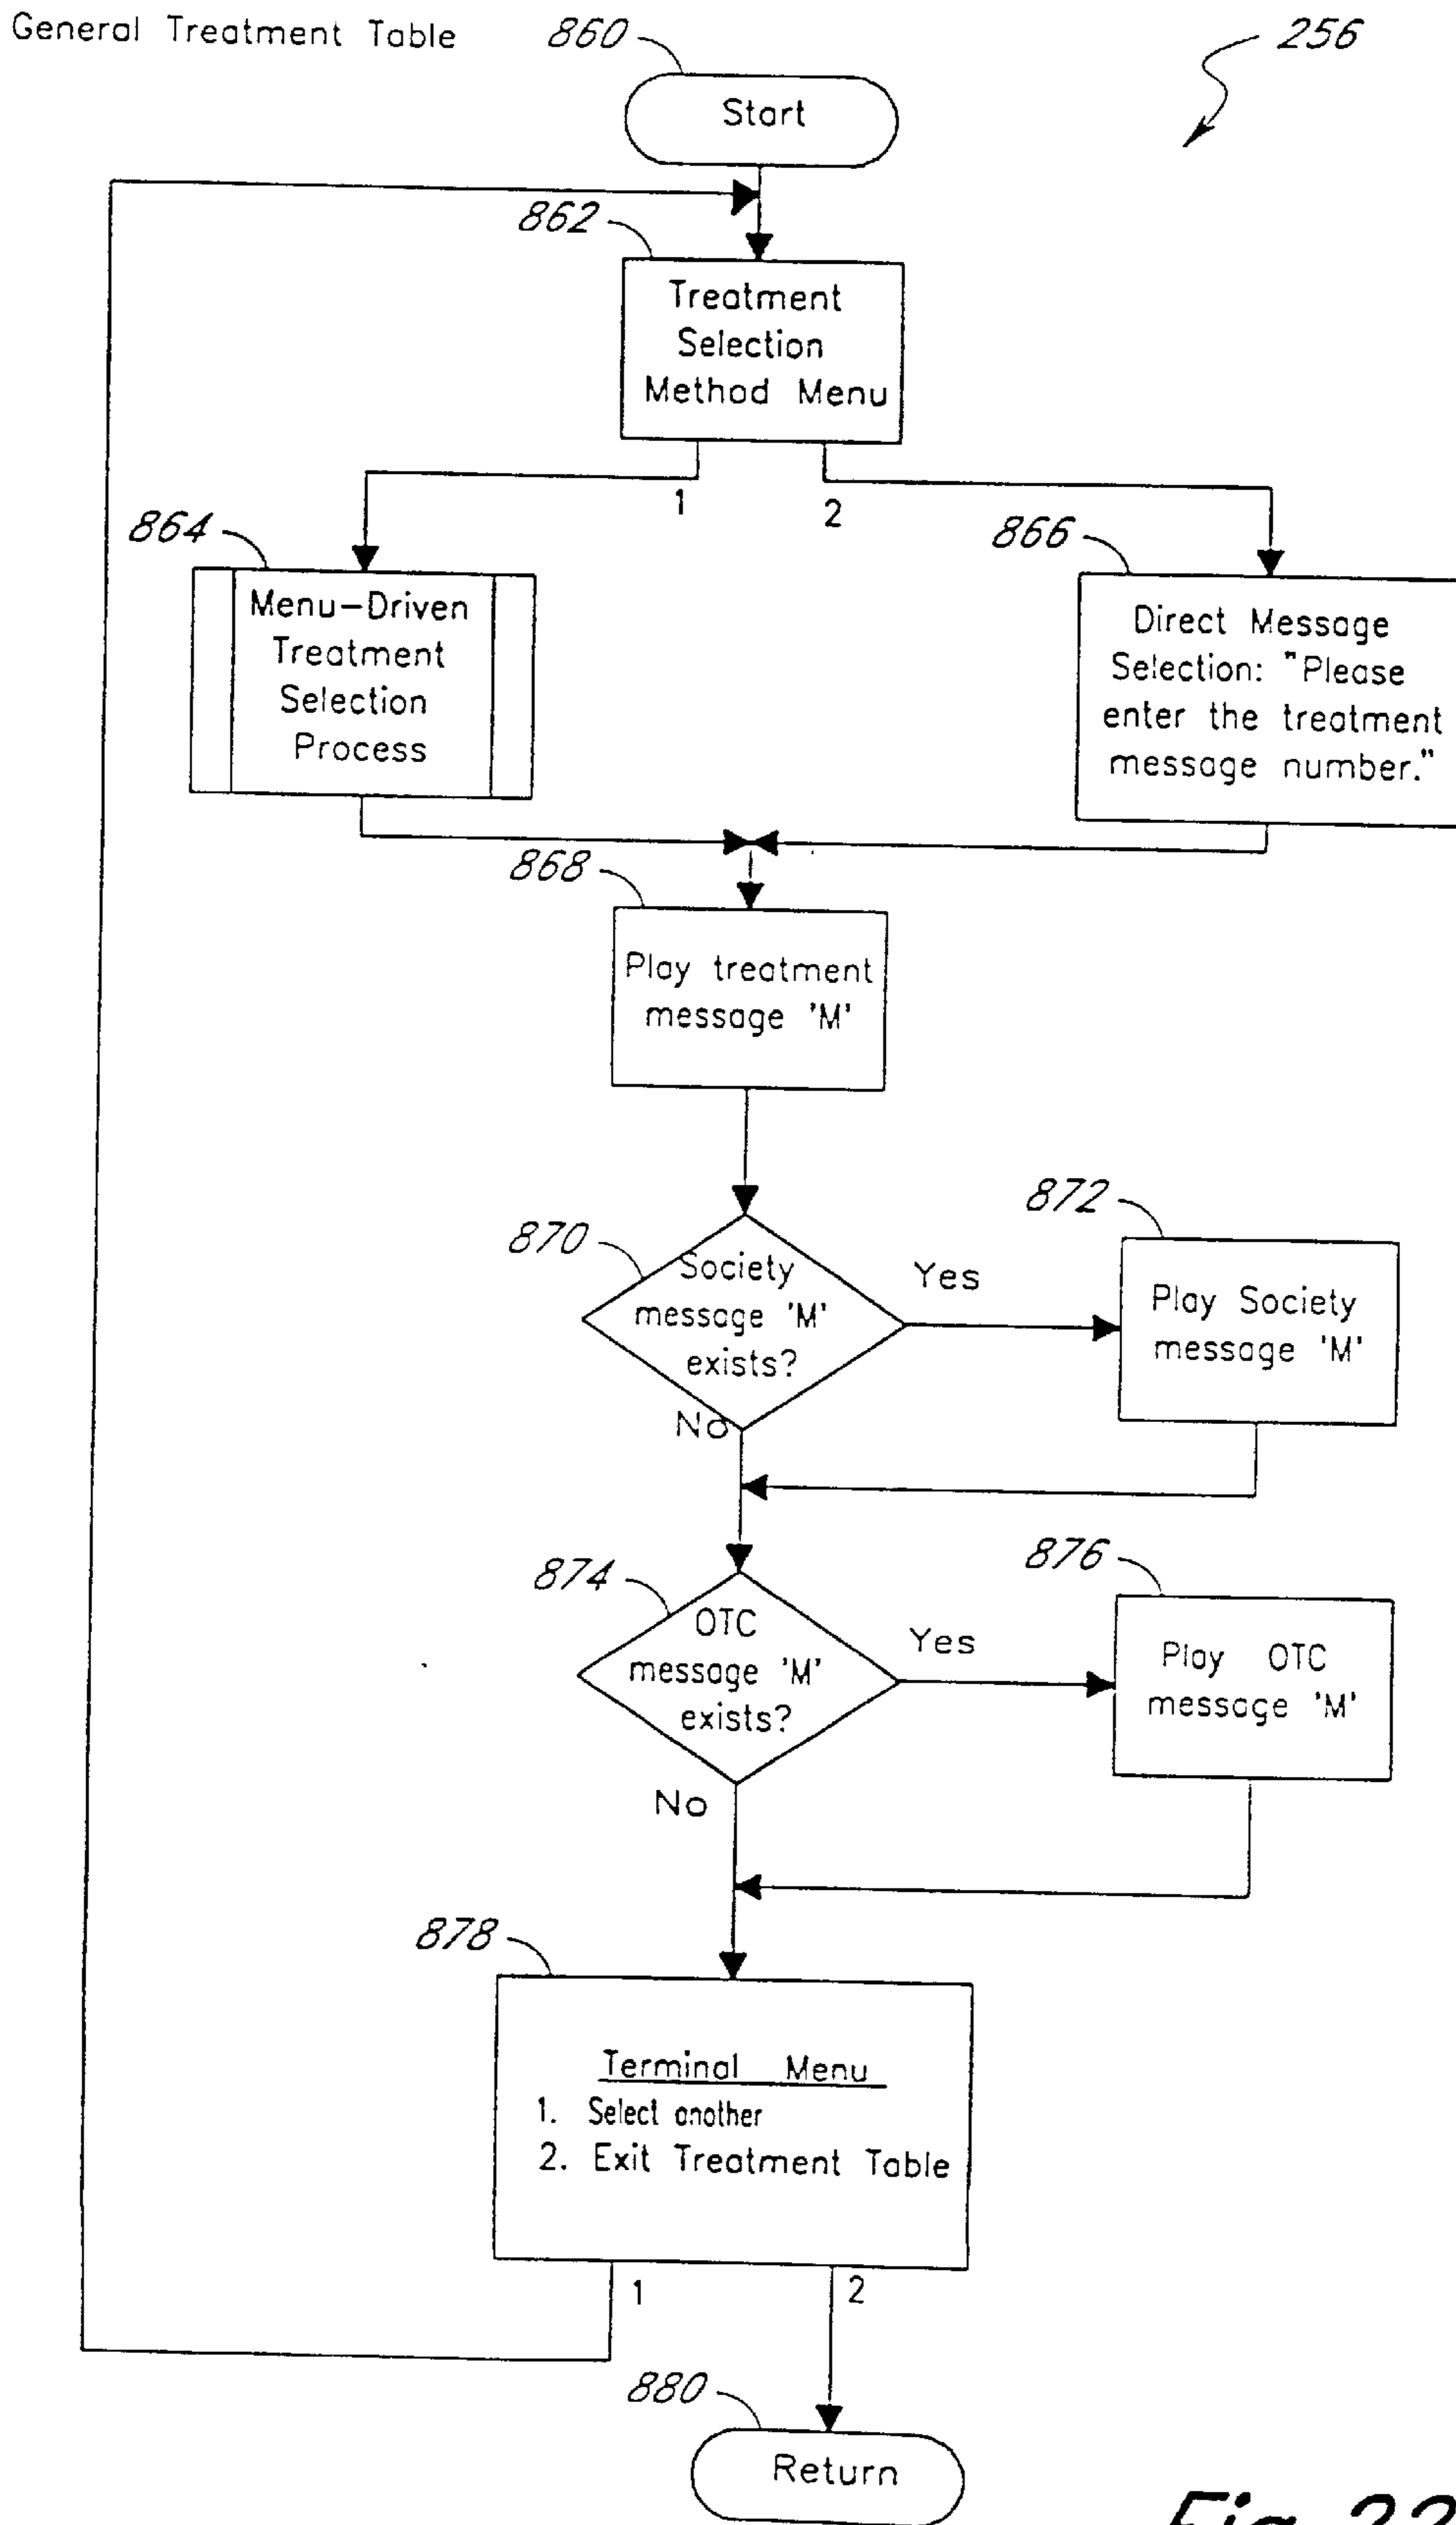 General Treatment Table
860
256
Start
862
Treatment
Selection
Method Menu
1
2
864
866
Menu-Driven
Treatment
Selection
Process
Direct Message
Selection: "Please
enter the treatment
message number."
868
Play treatment
message 'M'
870
Society
message 'M'
exists?
Yes
872
Play Society
message 'M'
No
874
OTC
message 'M'
exists?
Yes
876
Play OTC
message 'M'
No
878
Terminal Menu
1. Select another
2. Exit Treatment Table
1
2
880
Return